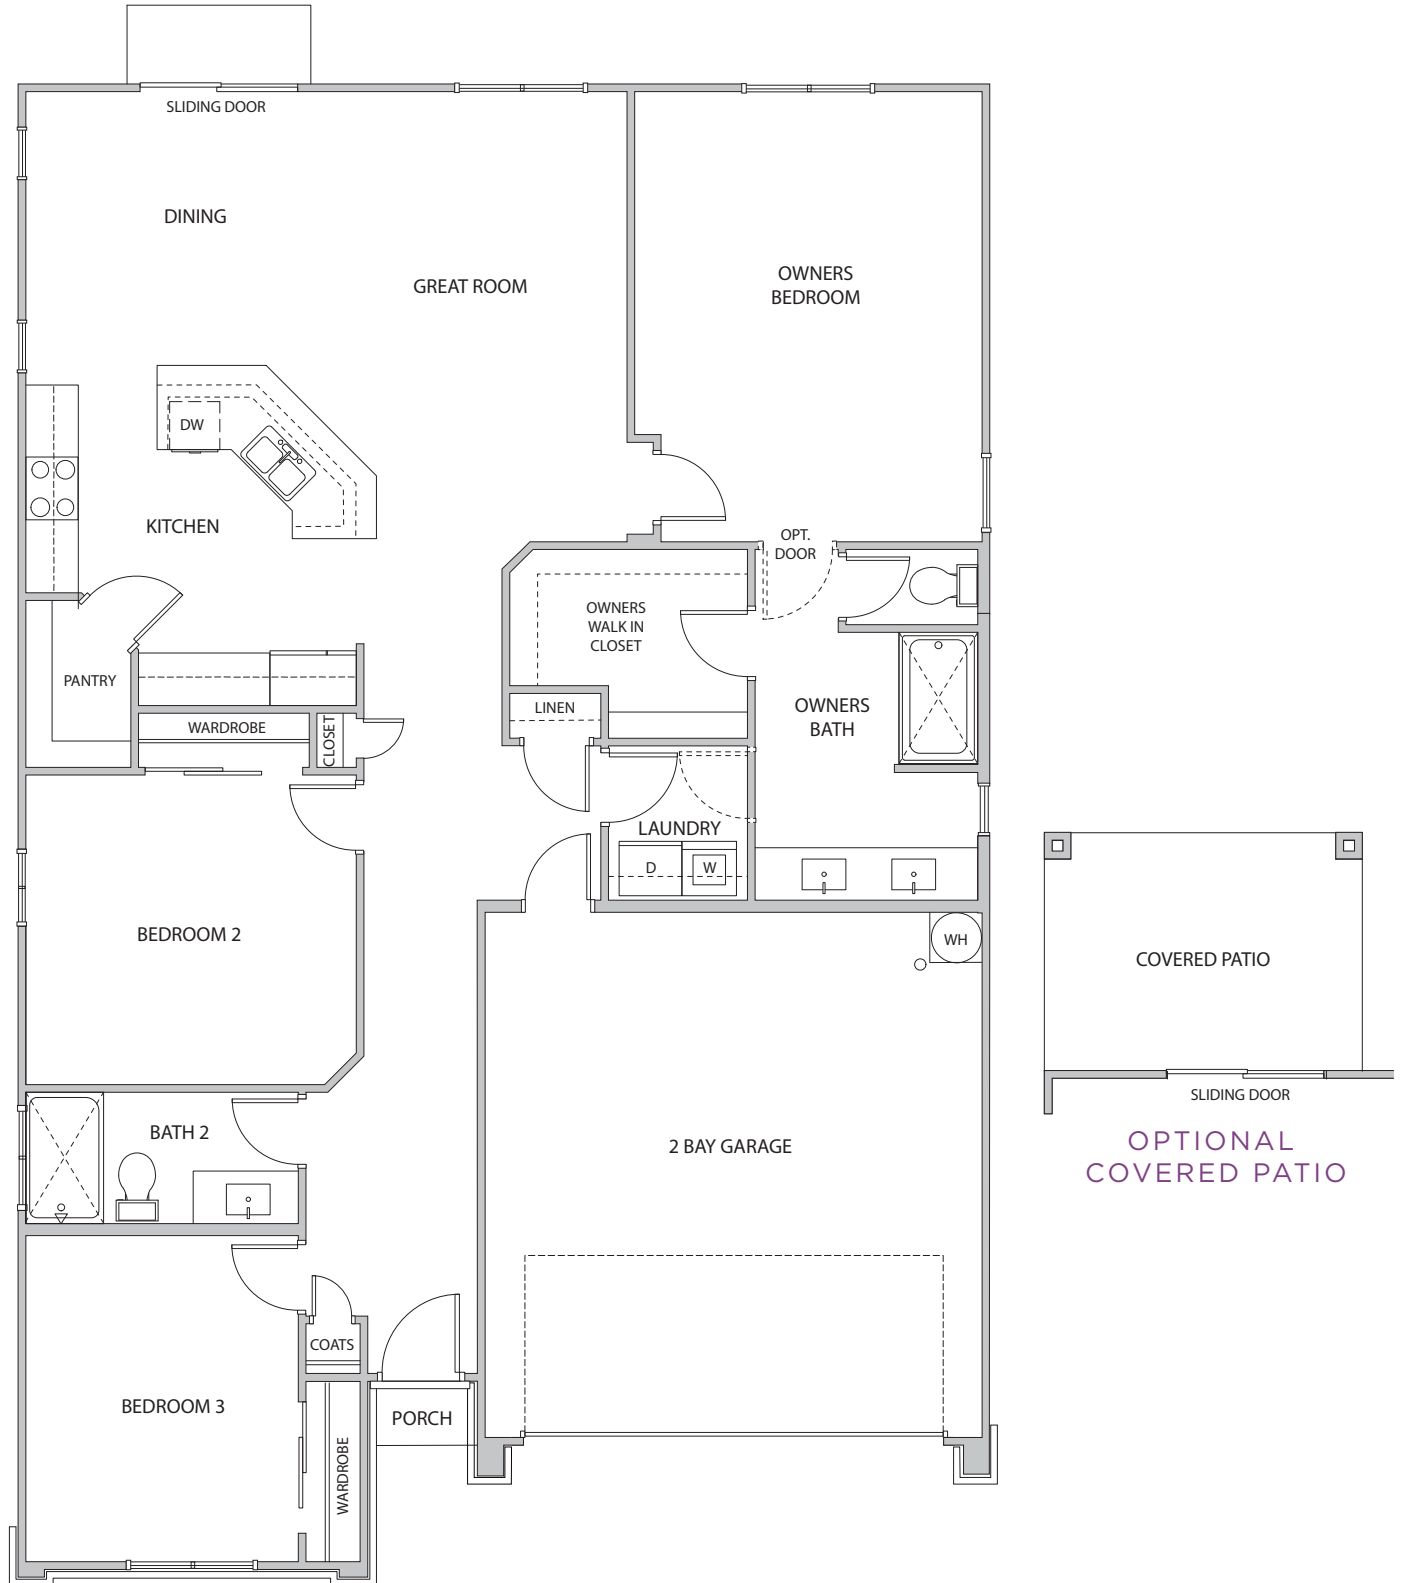 SLIDING DOOR
DINING
GREAT ROOM
OWNERS
BEDROOM
DW
KITCHEN
OPT.
DOOR
OWNERS
WALK IN
CLOSET
PANTRY
LINEN
OWNERS
BATH
WARDROBE
CLOSET
LAUNDRY
D
W
BEDROOM 2
WH
COVERED PATIO
SLIDING DOOR
OPTIONAL
COVERED PATIO
BATH 2
2 BAY GARAGE
COATS
BEDROOM 3
PORCH
WARDROBE